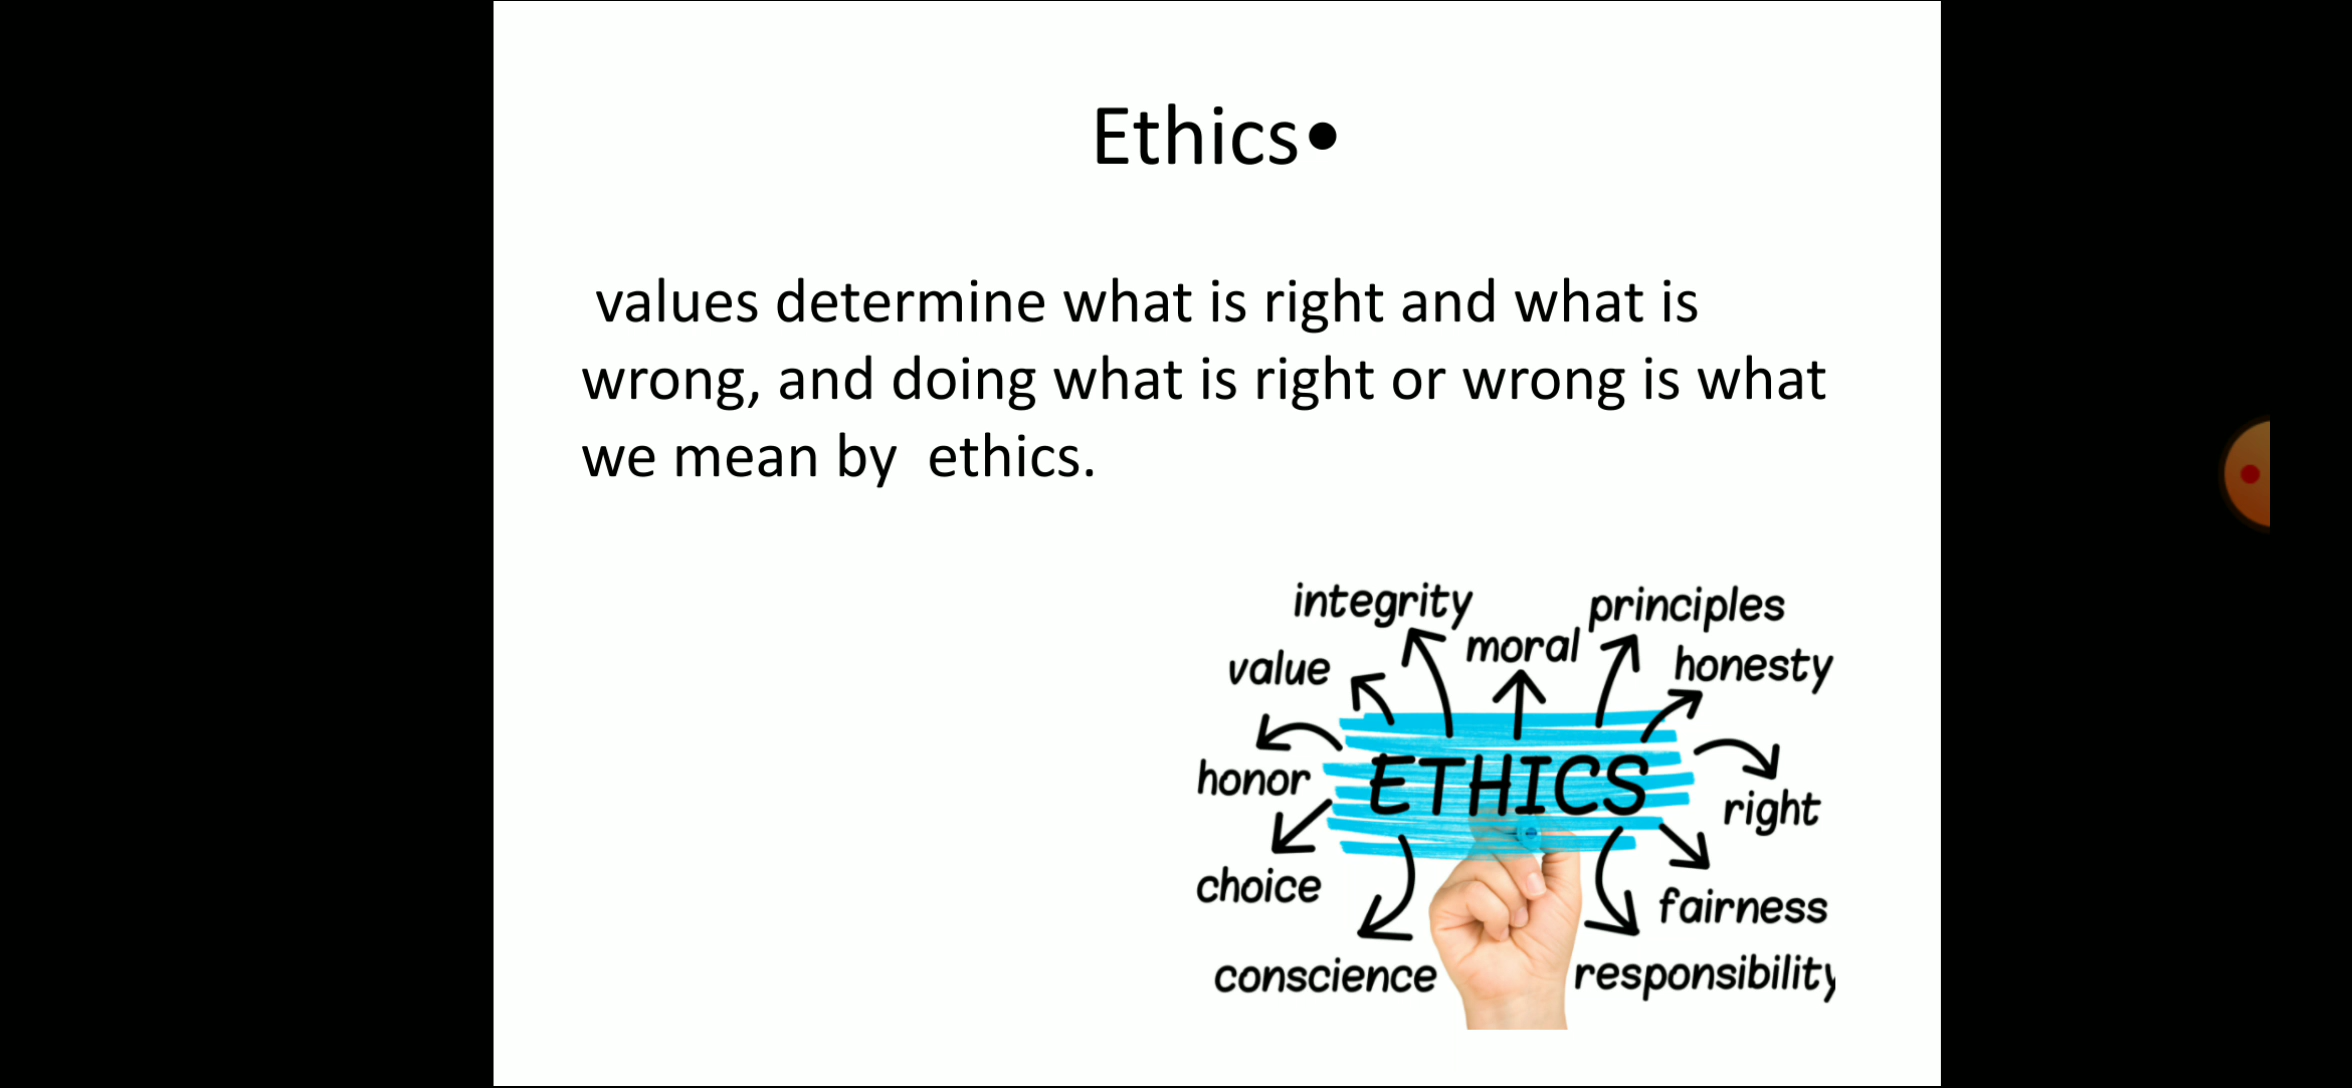 Ethics•
values determine what is right and what is
wrong, and doing what is right or wrong is what
we mean by  ethics.
integrity
principles
moral
value
honesty
honor
ETHICS
right
choice
fairness
conscience
responsibility